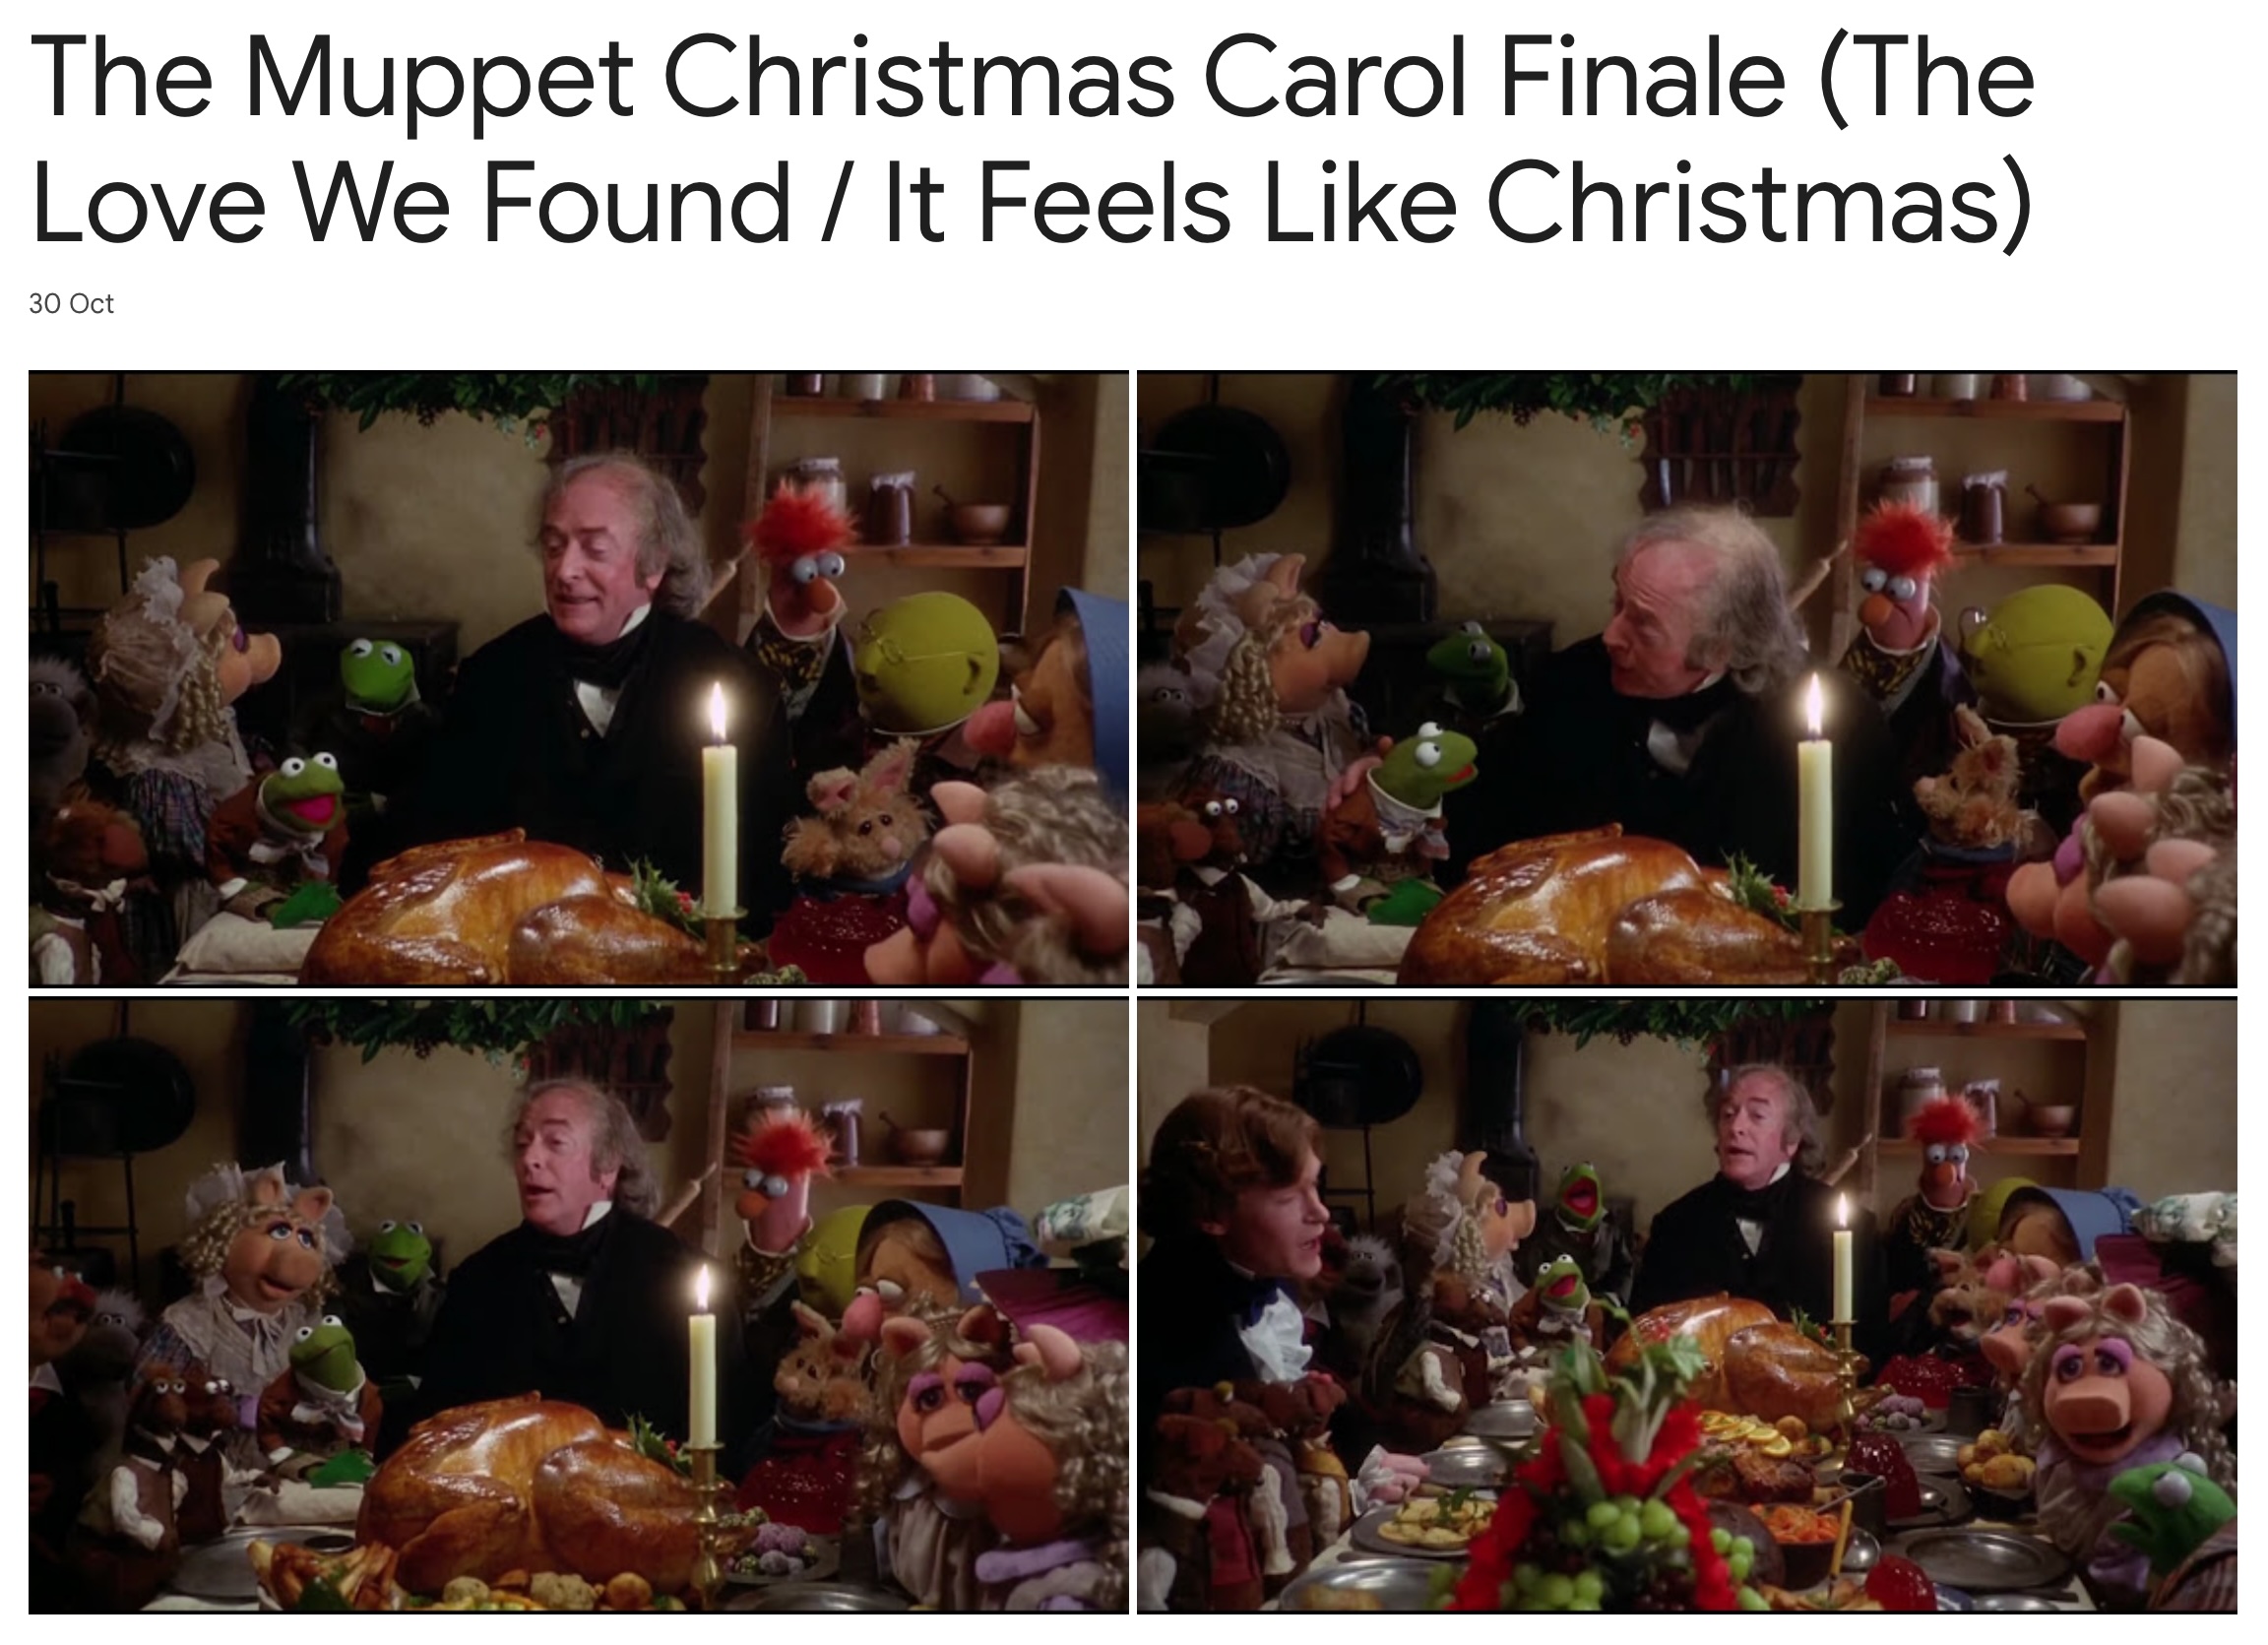 The Muppet Christmas Carol Finale (The
Love We Found / It Feels Like Christmas)
30 Oct